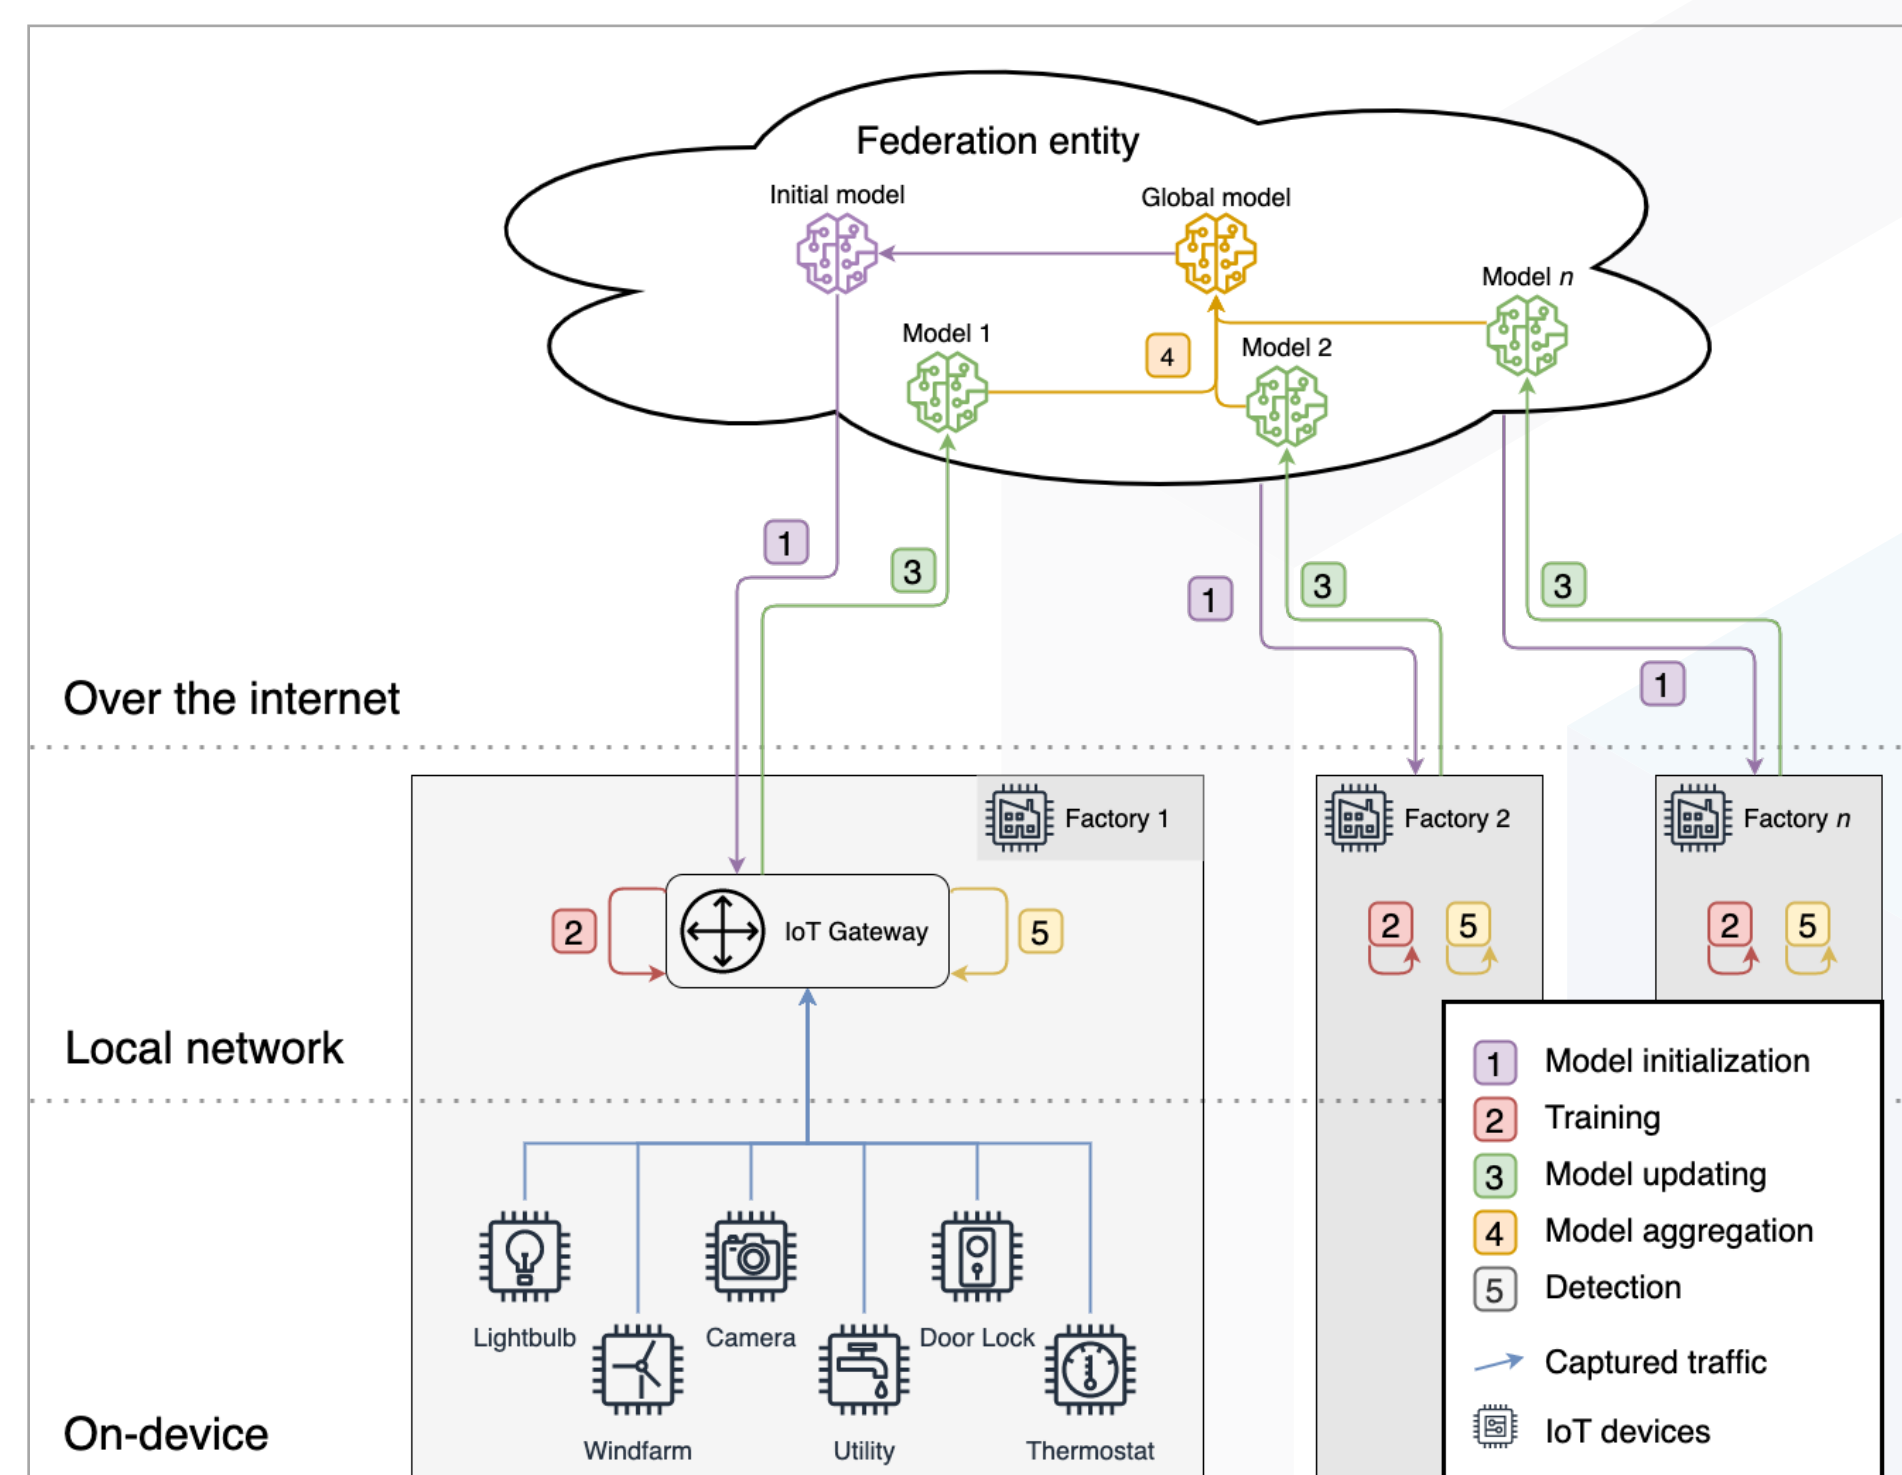 Federation entity
Initial model
Global model
Model n
Model 1
4
Model 2
1
3
1
3
3
1
Over the internet
Factory 1
Factory 2
Factory n
2
IoT Gateway
5
2
5
2
5
Local network
1 Model initialization
2 Training
3 Model updating
4 Model aggregation
5 Detection
Captured traffic
IoT devices
Lightbulb
Camera
Door Lock
Windfarm
Utility
Thermostat
On-device